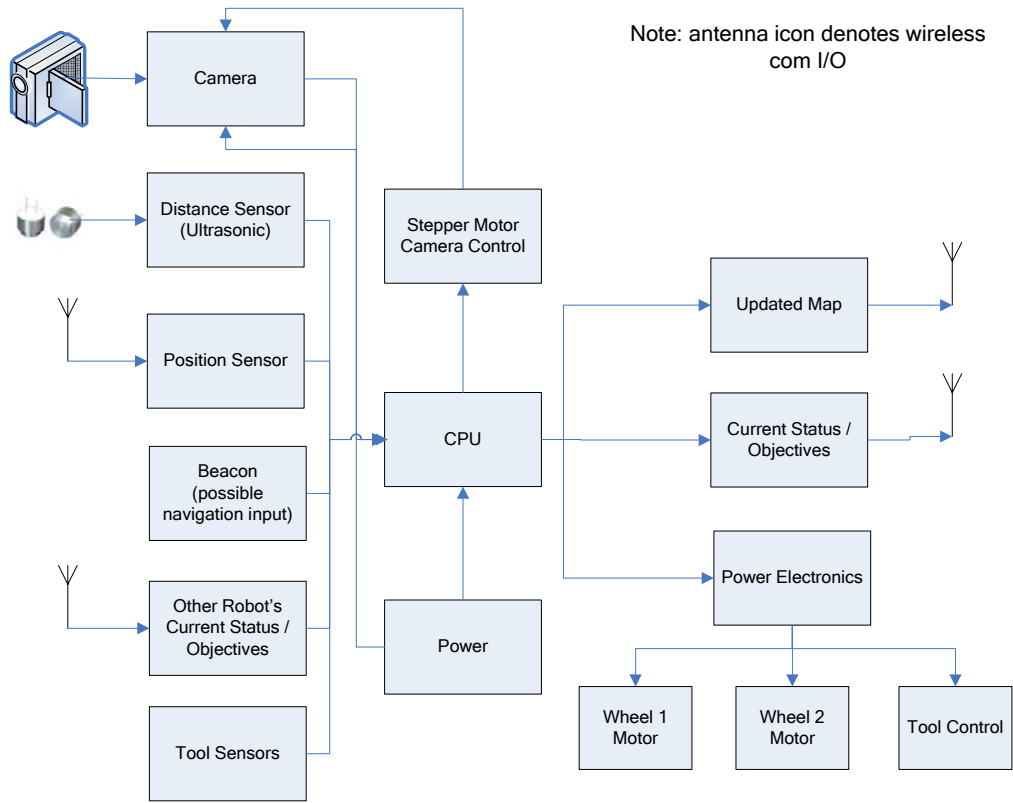 Note: antenna icon denotes wireless
com I/O
Camera
Distance Sensor
(Ultrasonic)
Stepper Motor
Camera Control
Updated Map
Position Sensor
CPU
Current Status /
Objectives
Beacon
(possible
navigation input)
Power Electronics
Other Robot's
Current Status /
Objectives
Power
Wheel 1
Motor
Wheel 2
Motor
Tool Control
Tool Sensors